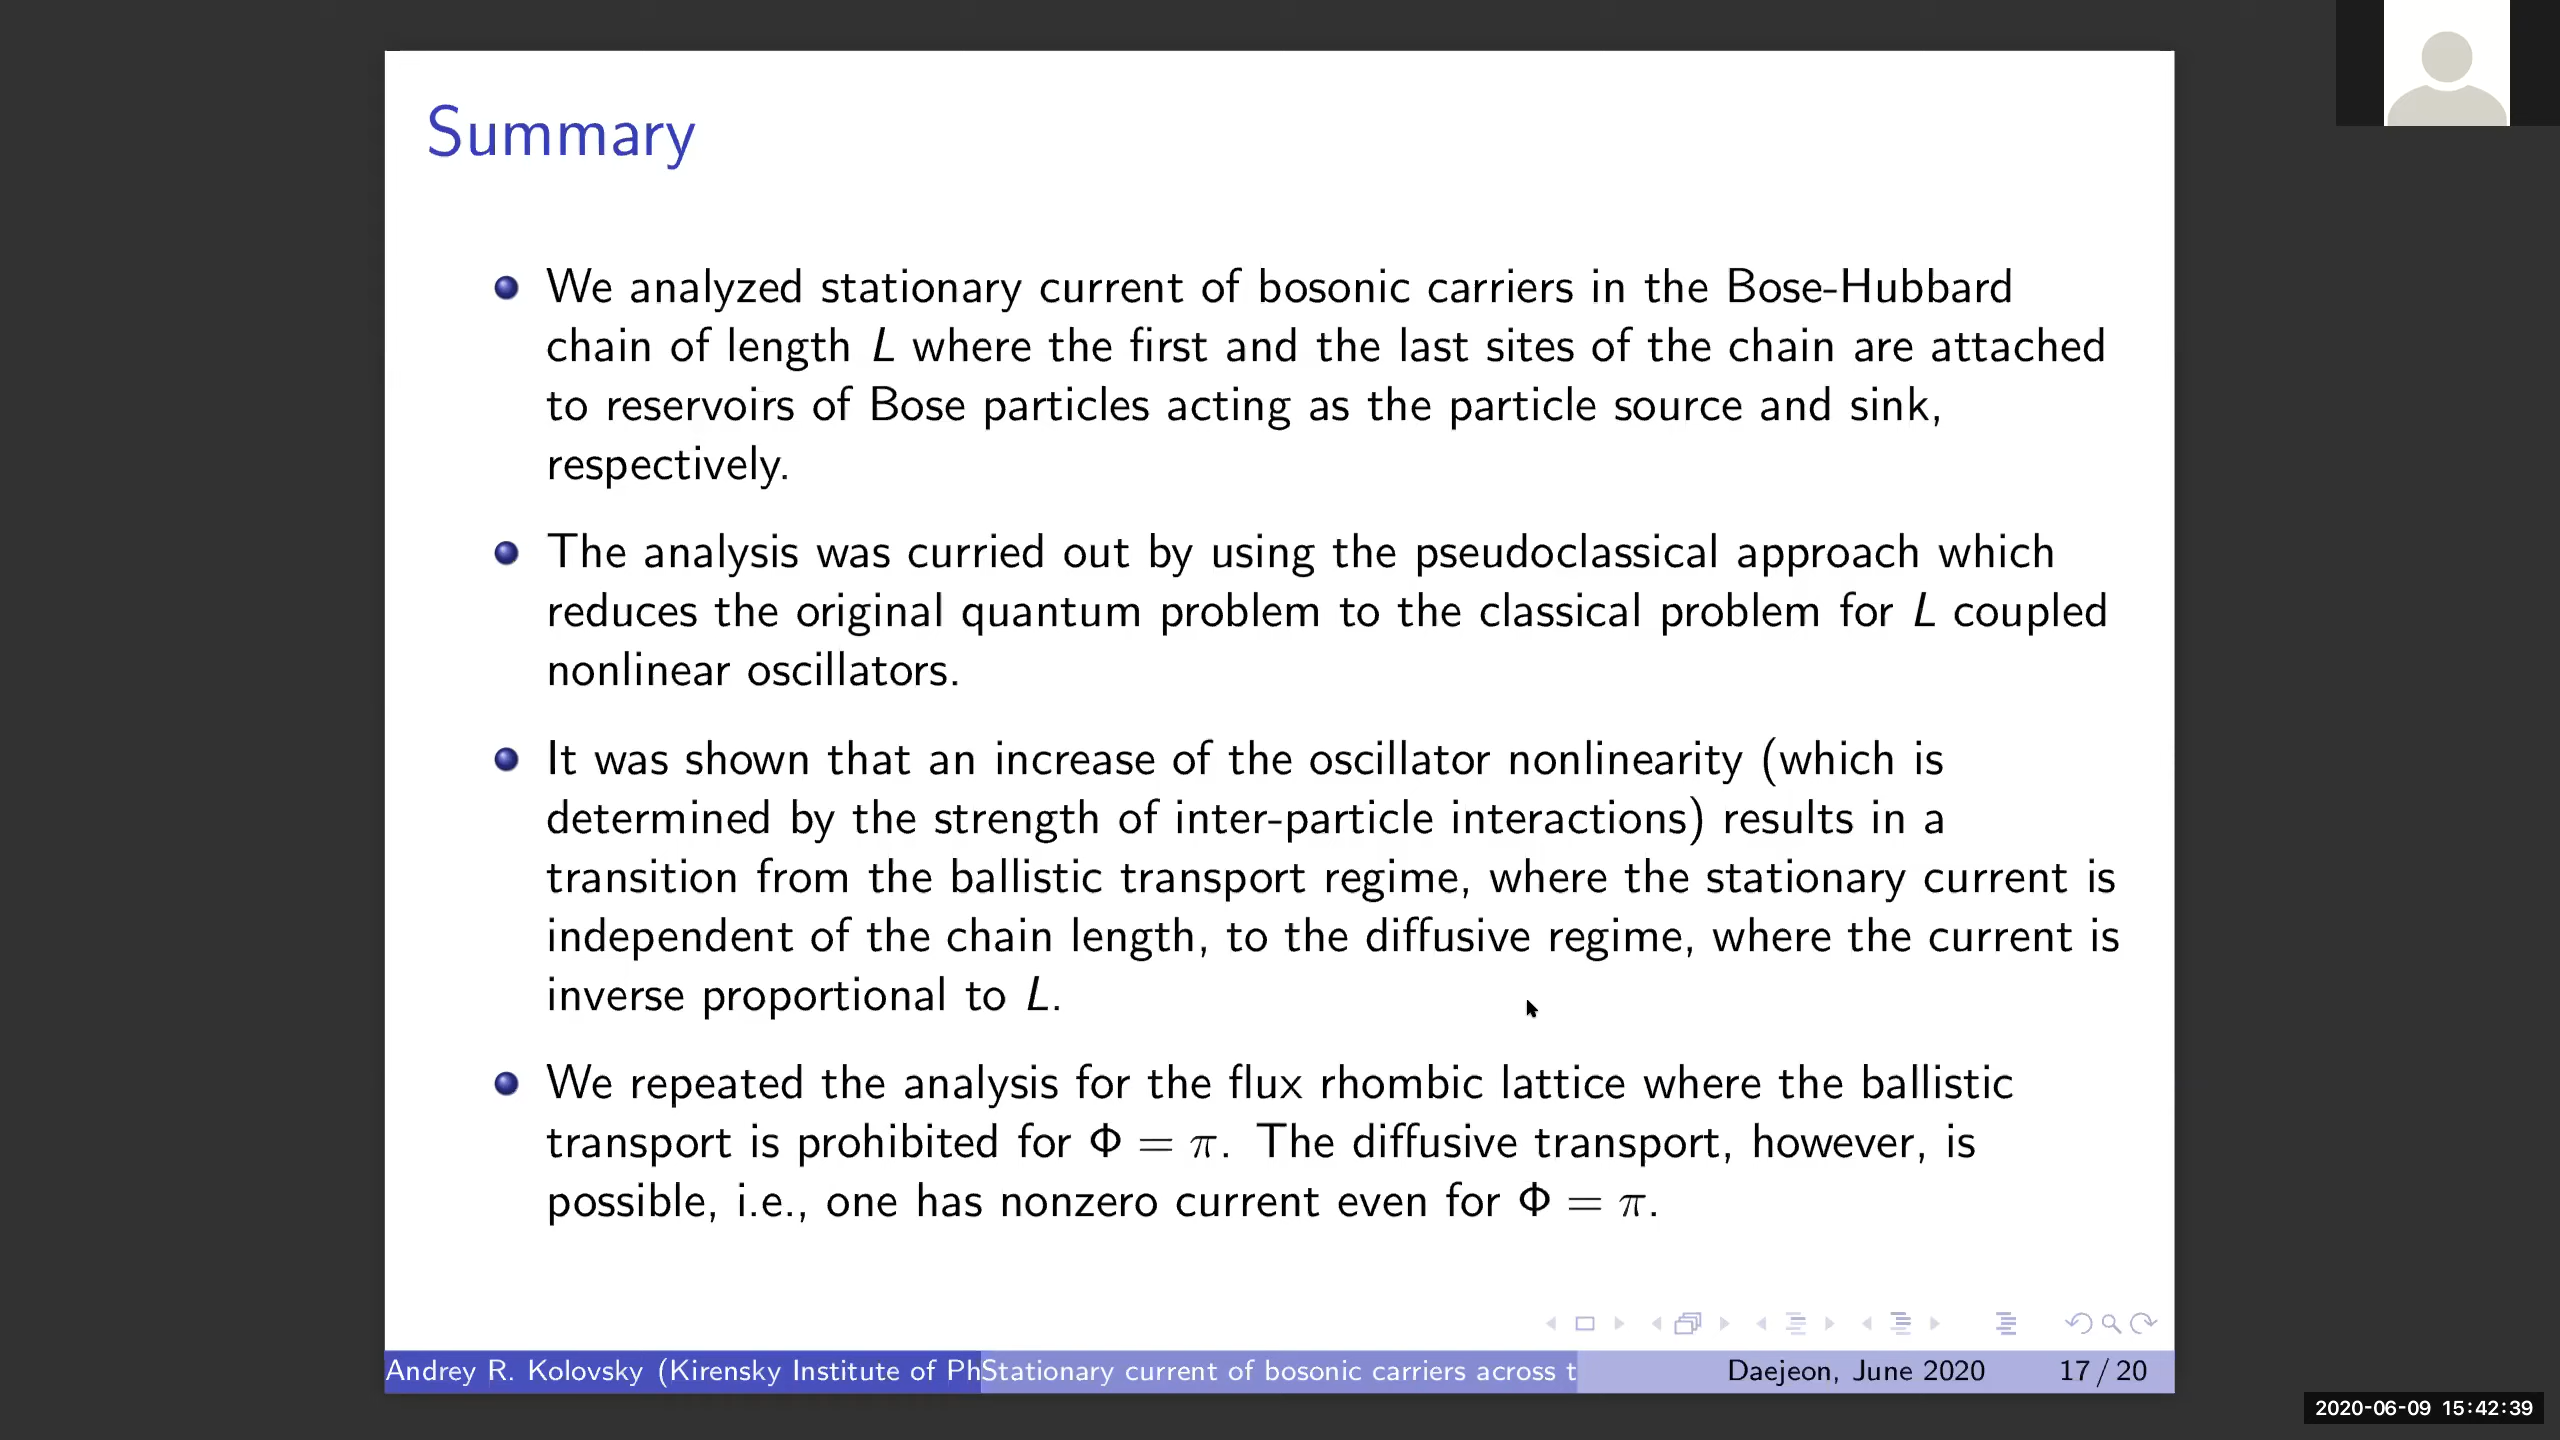 Summary
We analyzed stationary current of bosonic carriers in the Bose-Hubbard
chain of length L where the first and the last sites of the chain are attached
to reservoirs of Bose particles acting as the particle source and sink,
respectively.
The analysis was curried out by using the pseudoclassical approach which
reduces the original quantum problem to the classical problem for L coupled
nonlinear oscillators.
It was shown that an increase of the oscillator nonlinearity (which is
determined by the strength of inter-particle interactions) results in a
transition from the ballistic transport regime, where the stationary current is
independent of the chain length, to the diffusive regime, where the current is
inverse proportional to L.
We repeated the analysis for the flux rhombic lattice where the ballistic
transport is prohibited for Φ = π. The diffusive transport, however, is
possible, i.e., one has nonzero current even for Φ = π.
Andrey R. Kolovsky (Kirensky Institute of Ph Stationary current of bosonic carriers across t Daejeon, June 2020 17 / 20
2020-06-09 15:42:39